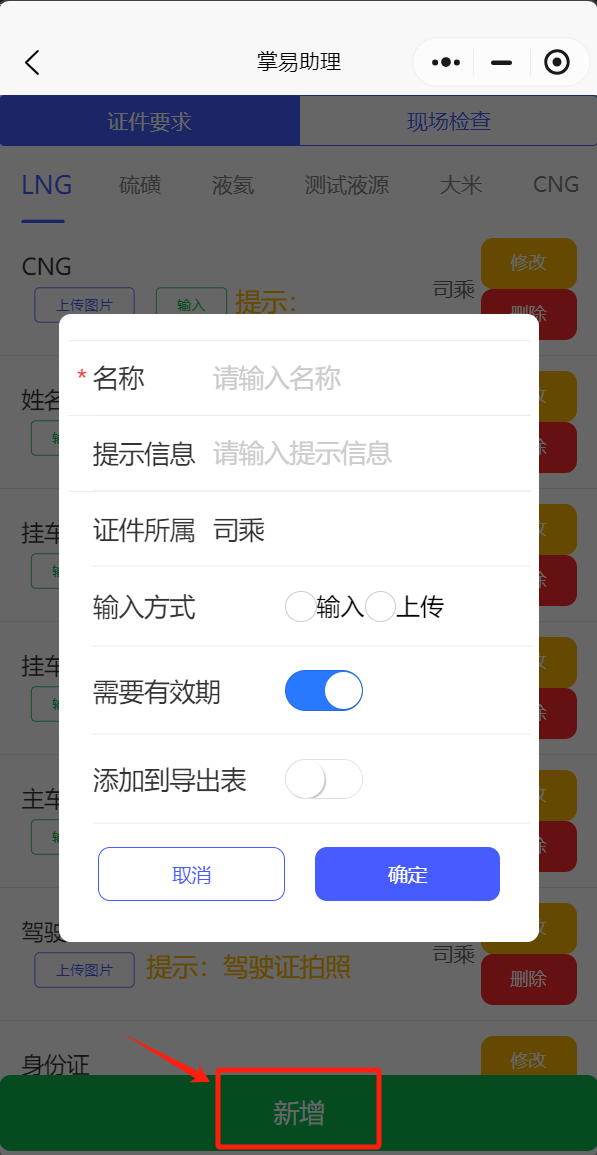 掌易助理
证件要求 现场检查
LNG 硫磺 液氦 测试液源 大米 CNG
CNG
上传图片 输入 提示：
司乘
修改
删除
姓名
* 名称 请输入名称
提示信息 请输入提示信息
挂车
证件所属 司乘
输入方式 输入 上传
挂车
需要有效期
添加到导出表
主车
取消 确定
驾驶
上传图片 提示：驾驶证拍照
司乘
删除
身份证
修改
新增